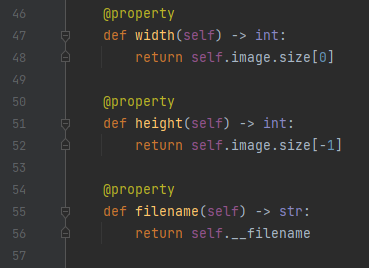 46 @property
47 def width(self) -> int:
48 return self.image.size[0]
49
50 @property
51 def height(self) -> int:
52 return self.image.size[-1]
53
54 @property
55 def filename(self) -> str:
56 return self.__filename
57